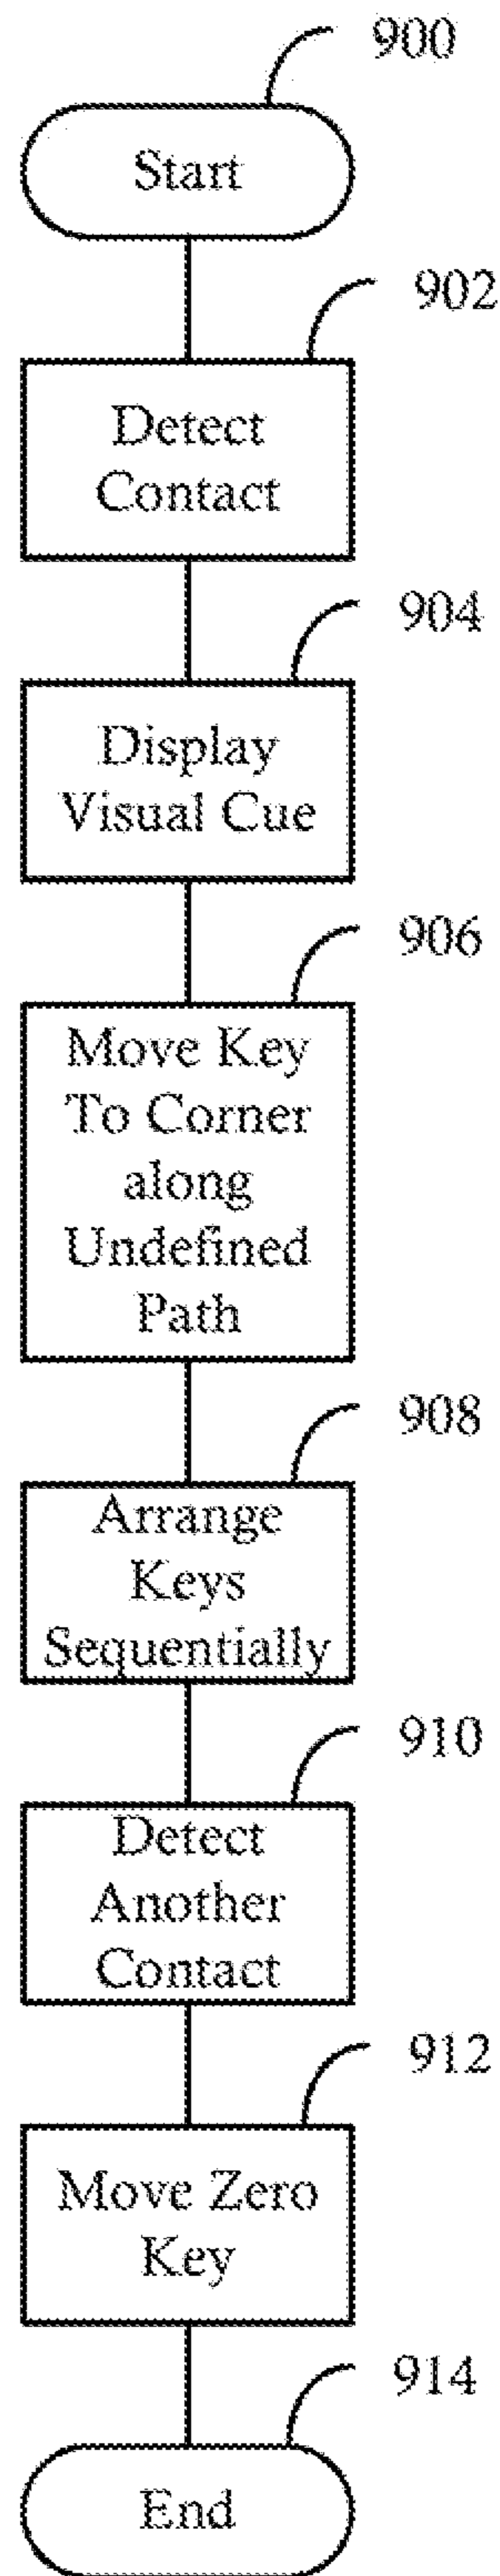 900
Start
902
Detect
Contact
904
Display
Visual Cue
906
Move Key
To Corner
along
Undefined
Path
908
Arrange
Keys
Sequentially
910
Detect
Another
Contact
912
Move Zero
Key
914
End